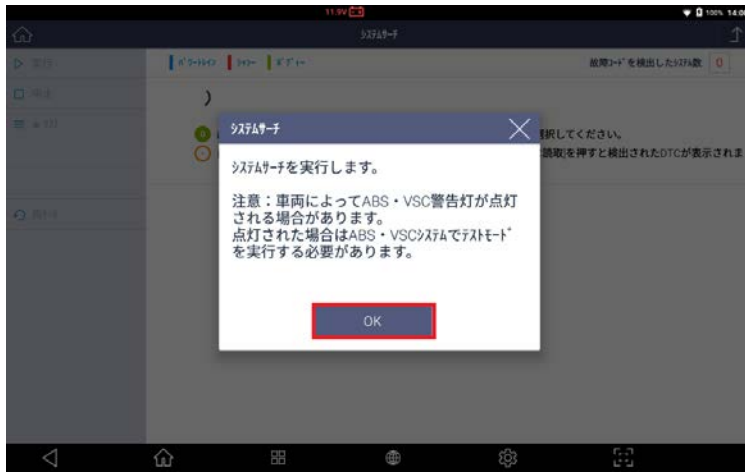 11.9V
100% 14:0
ｼｽﾃﾑｻｰﾁ
実行
ﾊﾟﾜｰﾄﾚｲﾝ ｼｬｼｰ ﾎﾞﾃﾞｨｰ
故障ｺｰﾄﾞを検出したｼｽﾃﾑ数 0
中止
)
ｼｽﾃﾑｻｰﾁ
択してください。
読取]を押すと検出されたDTCが表示されま
ｼｽﾃﾑｻｰﾁを実行します。
注意：車両によってABS・VSC警告灯が点灯
される場合があります。
点灯された場合はABS・VSCｼｽﾃﾑでﾃｽﾄﾓｰﾄﾞ
を実行する必要があります。
OK